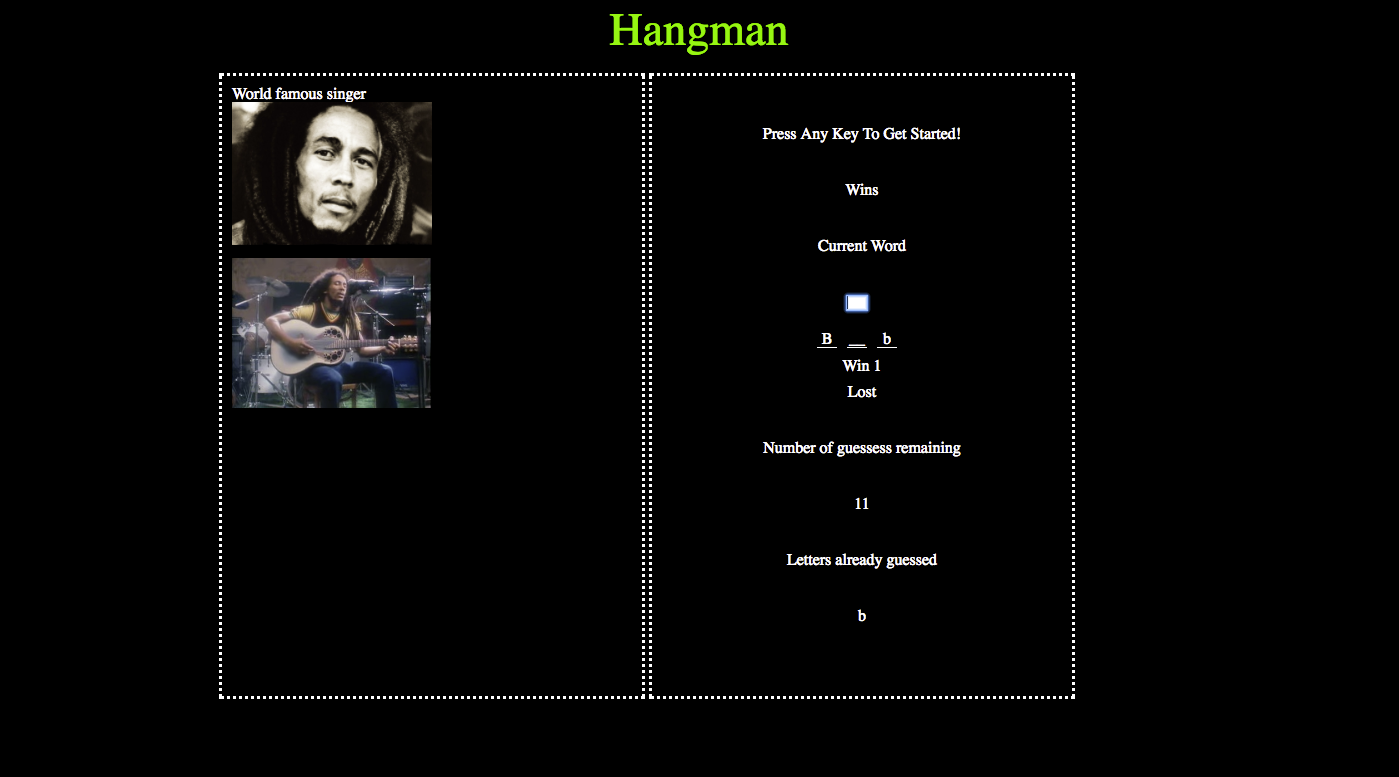 Hangman
World famous singer
Press Any Key To Get Started!
Wins
Current Word
B __ b
Win 1
Lost
Number of guessess remaining
11
Letters already guessed
b